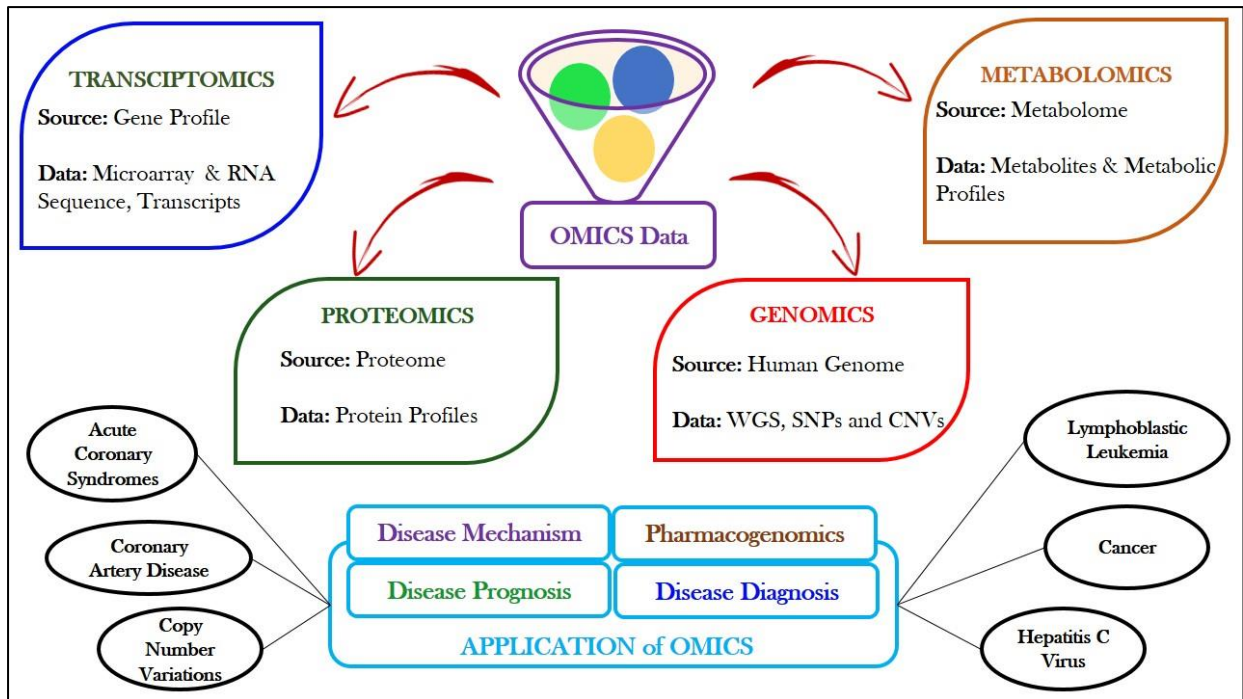 TRANSCIPTOMICS
Source: Gene Profile
Data: Microarray & RNA
Sequence, Transcripts
OMICS Data
METABOLOMICS
Source: Metabolome
Data: Metabolites & Metabolic
Profiles
PROTEOMICS
Source: Proteome
Data: Protein Profiles
GENOMICS
Source: Human Genome
Data: WGS, SNPs and CNVs
Acute
Coronary
Syndromes
Coronary
Artery Disease
Copy
Number
Variations
Disease Mechanism
Pharmacogenomics
Disease Prognosis
Disease Diagnosis
APPLICATION of OMICS
Lymphoblastic
Leukemia
Cancer
Hepatitis C
Virus